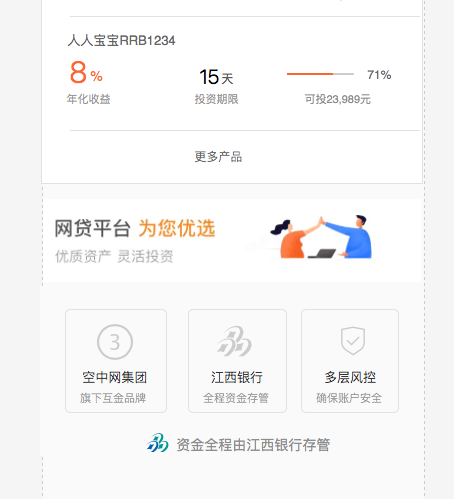 人人宝宝RRB1234
8% 15天 71%
年化收益 投资期限 可投23,989元
更多产品
网贷平台 为您优选
优质资产 灵活投资
3
空中网集团 江西银行 多层风控
旗下互金品牌 全程资金存管 确保账户安全
资金全程由江西银行存管